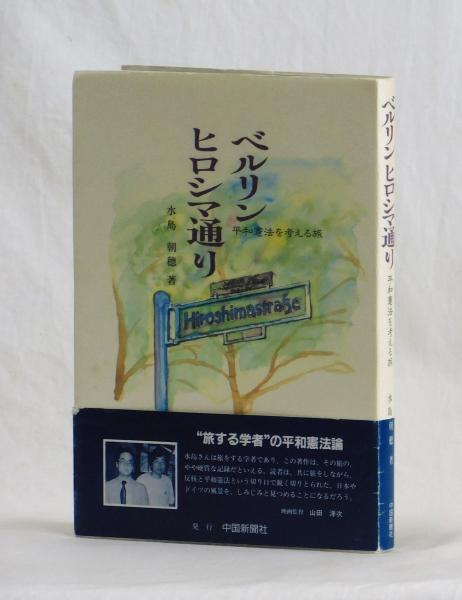 ベルリン
ヒロシマ通り
平和憲法を考える旅
水島 朝穂 著
Hiroshimastraße
“旅する学者”の平和憲法論
水島さんは旅をする学者であり、この著作は、その旅の、
やや硬質な記録だといえる。読者は、共に旅をしながら、
反核と平和憲法という切り口で鋭く切りとられた、日本や
ドイツの風景を、しみじみと見つめることになるだろう。
映画監督 山田 洋次
発行 中国新聞社
ベルリン ヒロシマ通り
平和憲法を考える旅
水島 朝穂 著
中国新聞社